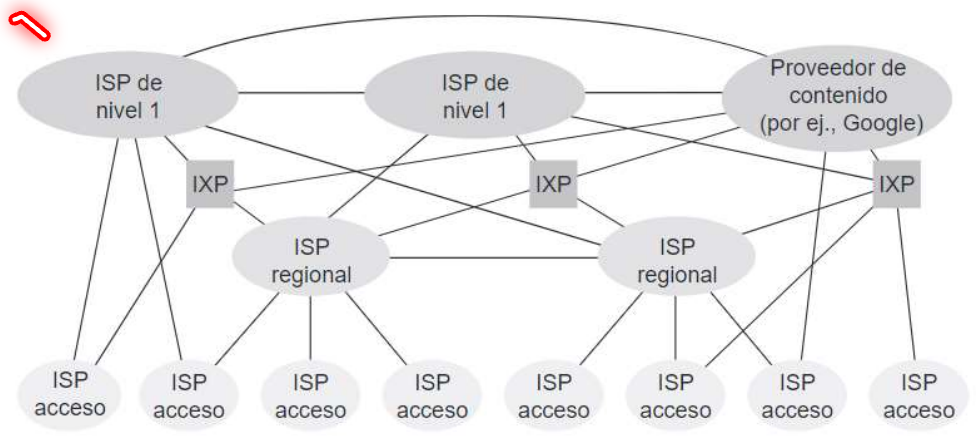 ISP de
nivel 1
ISP de
nivel 1
Proveedor de
contenido
(por ej., Google)
IXP
IXP
IXP
ISP
regional
ISP
regional
ISP
acceso
ISP
acceso
ISP
acceso
ISP
acceso
ISP
acceso
ISP
acceso
ISP
acceso
ISP
acceso